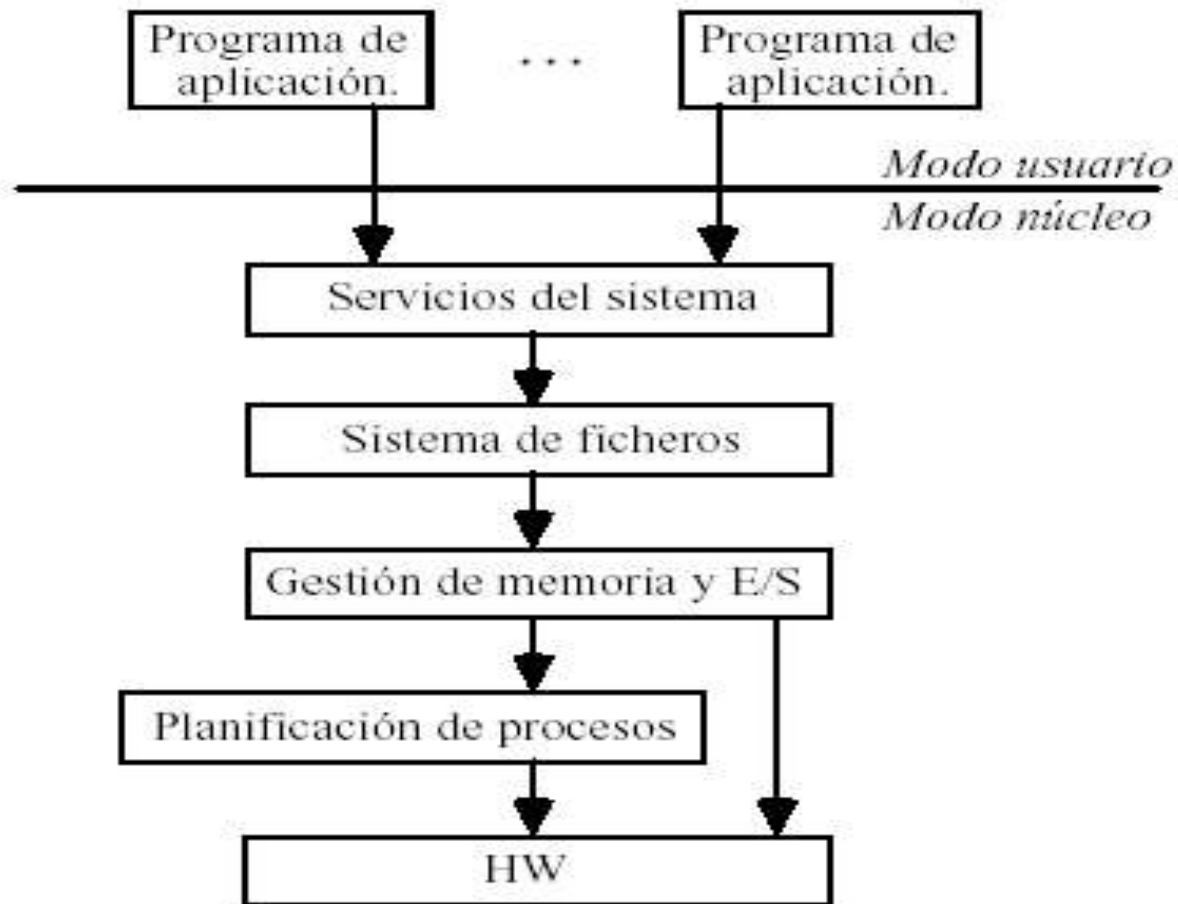 Programa de
aplicación.
...
Programa de
aplicación.
Modo usuario
Modo núcleo
Servicios del sistema
Sistema de ficheros
Gestión de memoria y E/S
Planificación de procesos
HW